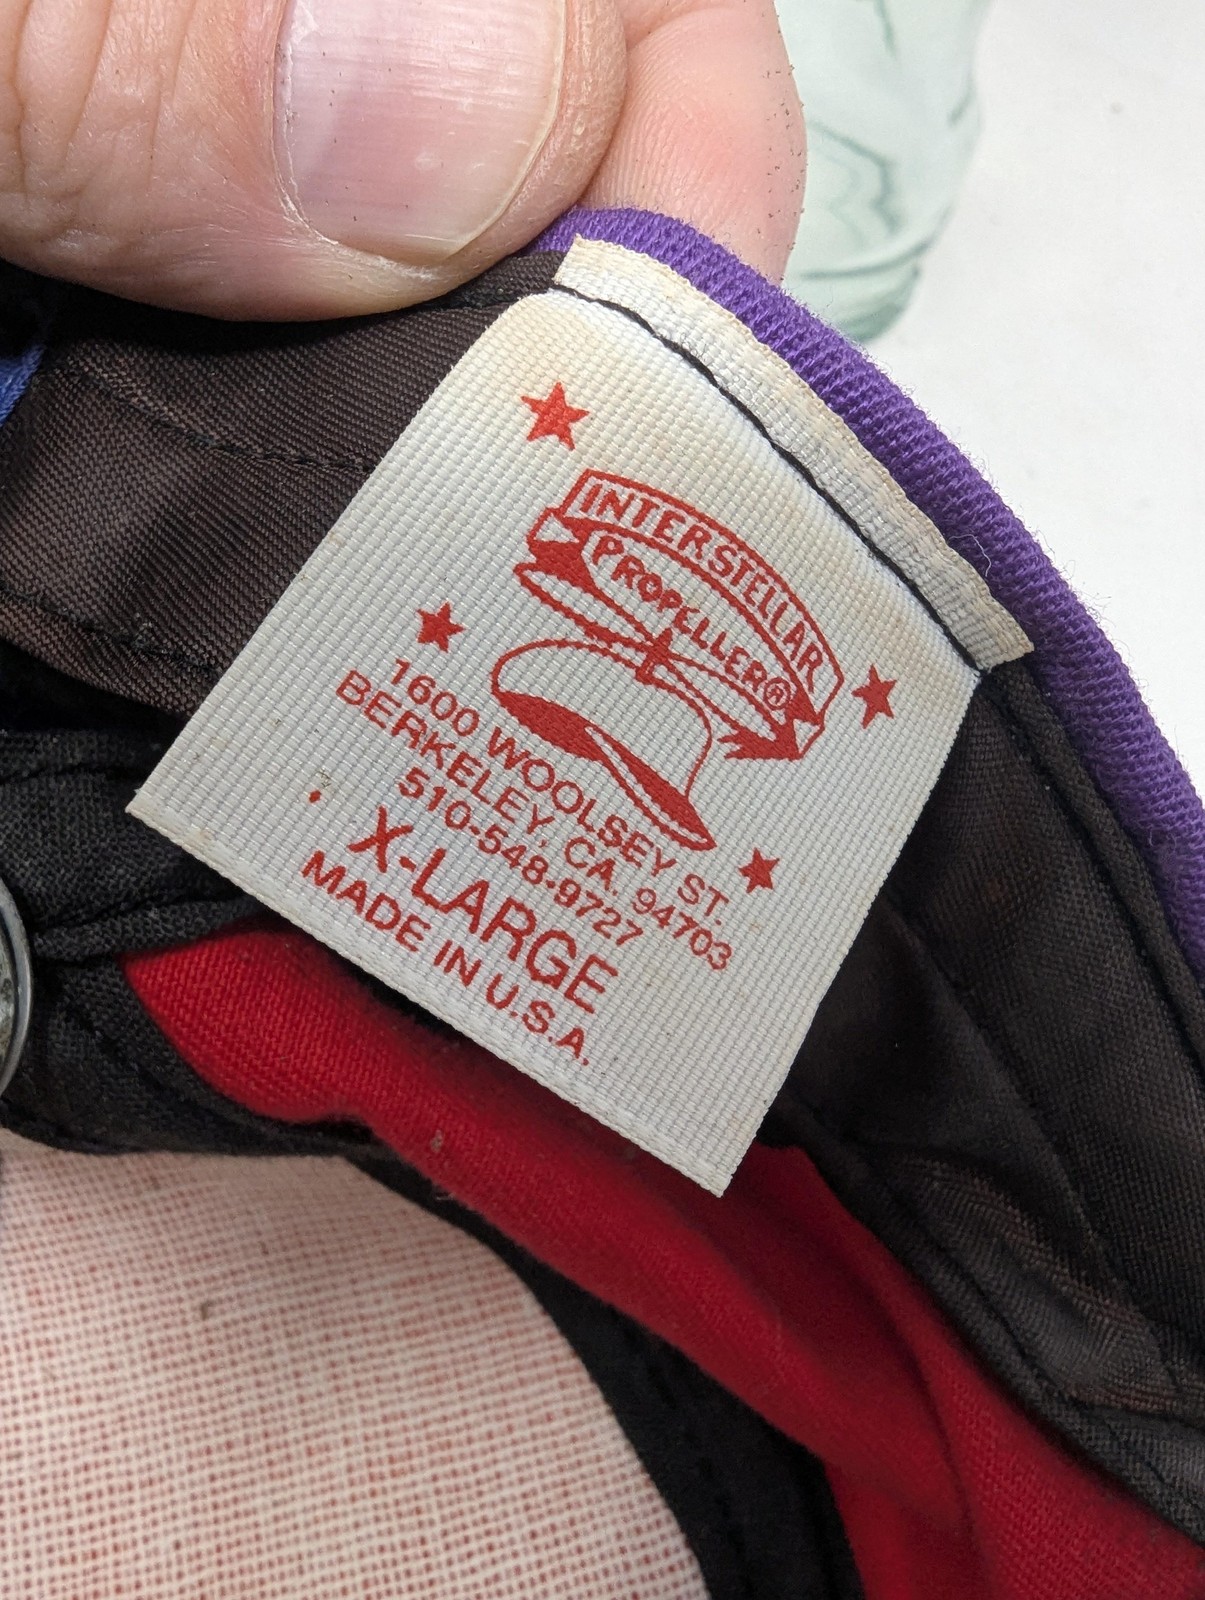 INTERSTELLAR
PROPELLER®
1600 WOOLSEY ST.
BERKELEY, CA. 94703
510-548-9727
X-LARGE
MADE IN U.S.A.